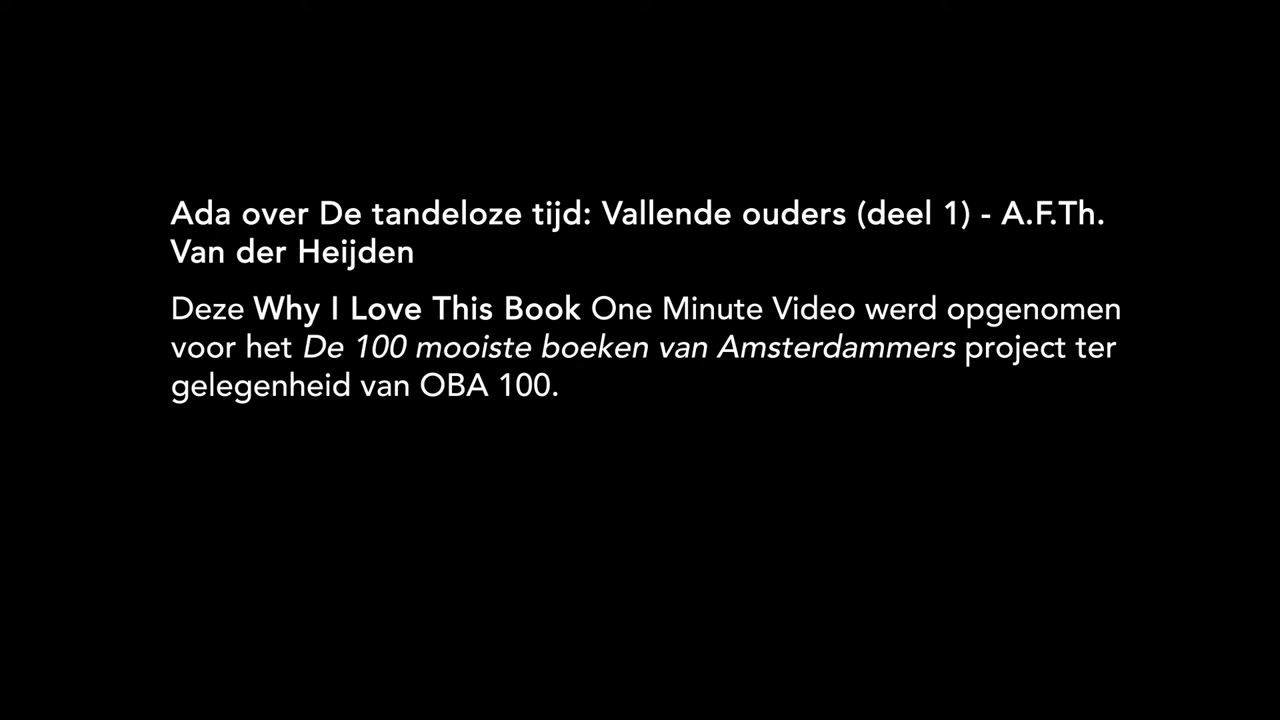 Ada over De tandeloze tijd: Vallende ouders (deel 1) - A.F.Th.
Van der Heijden
Deze Why I Love This Book One Minute Video werd opgenomen
voor het De 100 mooiste boeken van Amsterdammers project ter
gelegenheid van OBA 100.